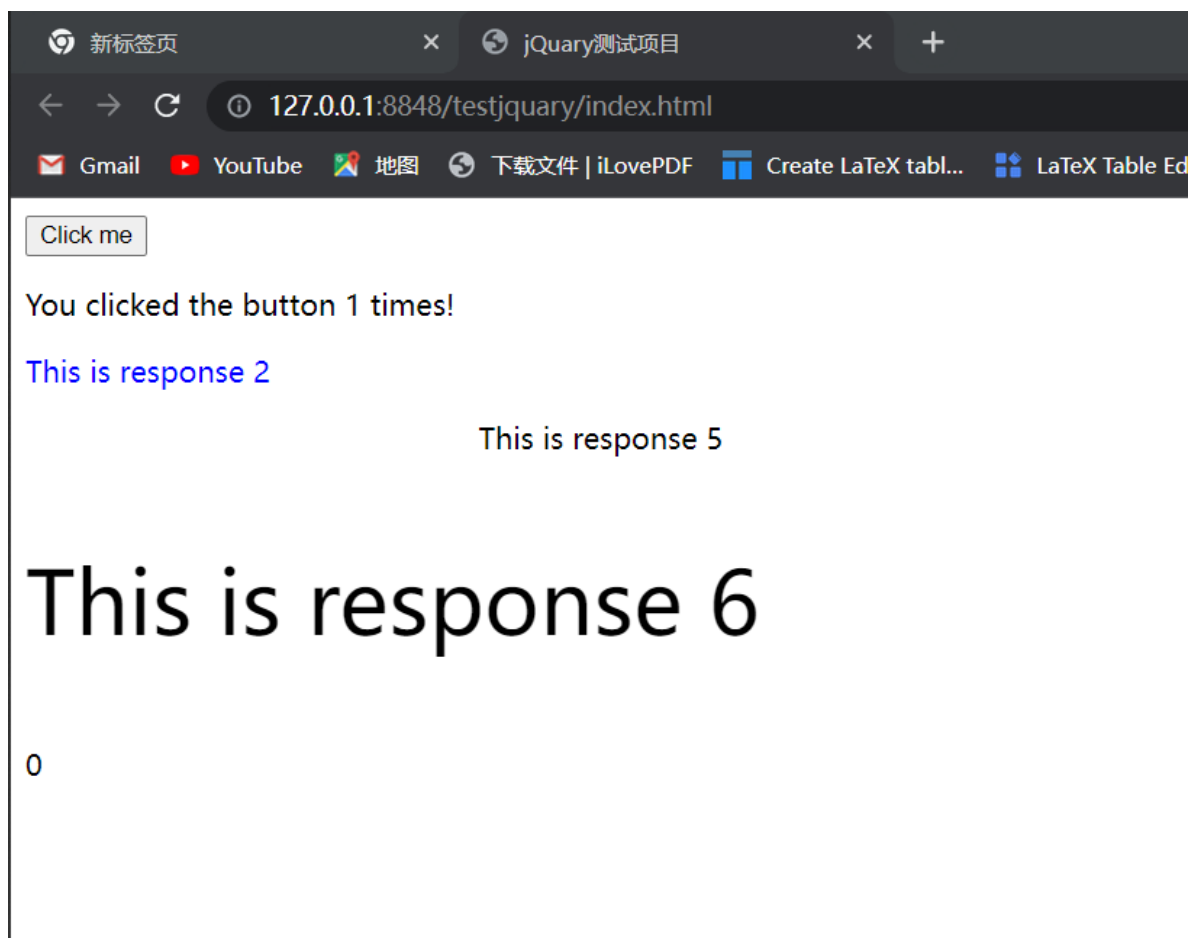 新标签页 jQuary测试项目
127.0.0.1:8848/testjquary/index.html
Gmail YouTube 地图 下载文件 | iLovePDF Create LaTeX tabl... LaTeX Table Ed
Click me
You clicked the button 1 times!
This is response 2
This is response 5
This is response 6
0